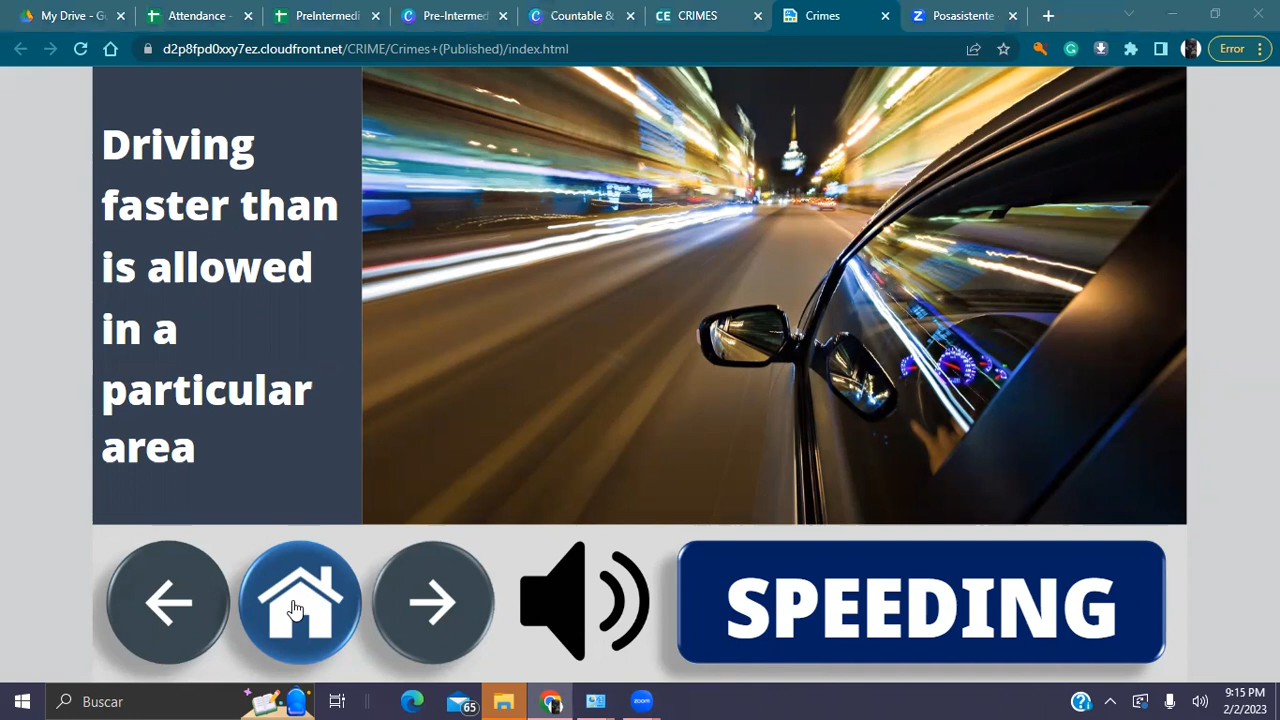 My Drive - G
Attendance -
PreIntermedi
Pre-Intermed
Countable &
CE CRIMES
Crimes
Posasistente -
d2p8fpd0xxy7ez.cloudfront.net/CRIME/Crimes+(Published)/index.html
Error
Driving
faster than
is allowed
in a
particular
area
SPEEDING
Buscar
65
zoom
9:15 PM
2/2/2023